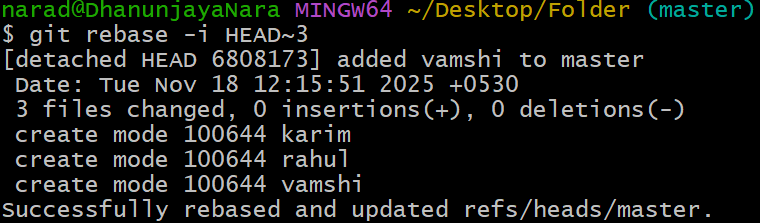 narad@DhanunjayaNara MINGW64 ~/Desktop/Folder (master)
$ git rebase -i HEAD~3
[detached HEAD 6808173] added vamshi to master
 Date: Tue Nov 18 12:15:51 2025 +0530
 3 files changed, 0 insertions(+), 0 deletions(-)
 create mode 100644 karim
 create mode 100644 rahul
 create mode 100644 vamshi
Successfully rebased and updated refs/heads/master.